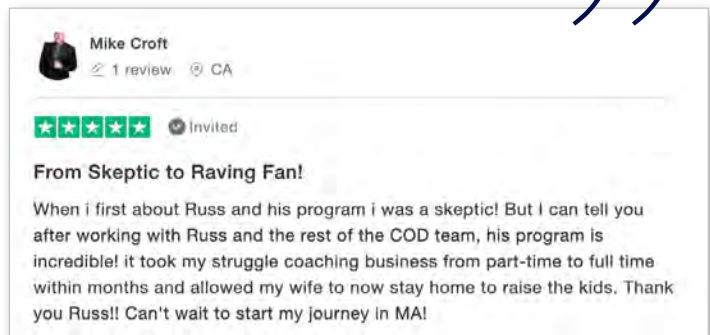 Mike Croft
1 review CA
Invited
From Skeptic to Raving Fan!
When i first about Russ and his program i was a skeptic! But I can tell you
after working with Russ and the rest of the COD team, his program is
incredible! it took my struggle coaching business from part-time to full time
within months and allowed my wife to now stay home to raise the kids. Thank
you Russ!! Can't wait to start my journey in MA!